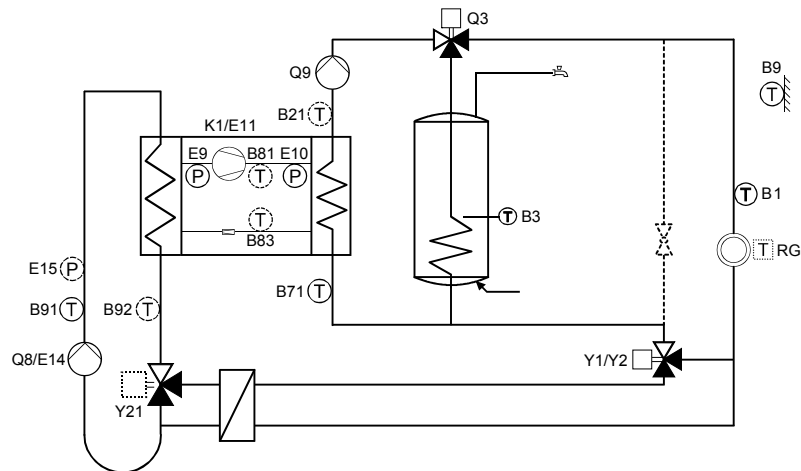 Q3
Q9
B9
T
B21 T
K1/E11
E9 B81 E10
P T P
T B1
T B3
T
B83
T RG
E15 P
B91 T B92 T
B71 T
Q8/E14
Y1/Y2
Y21